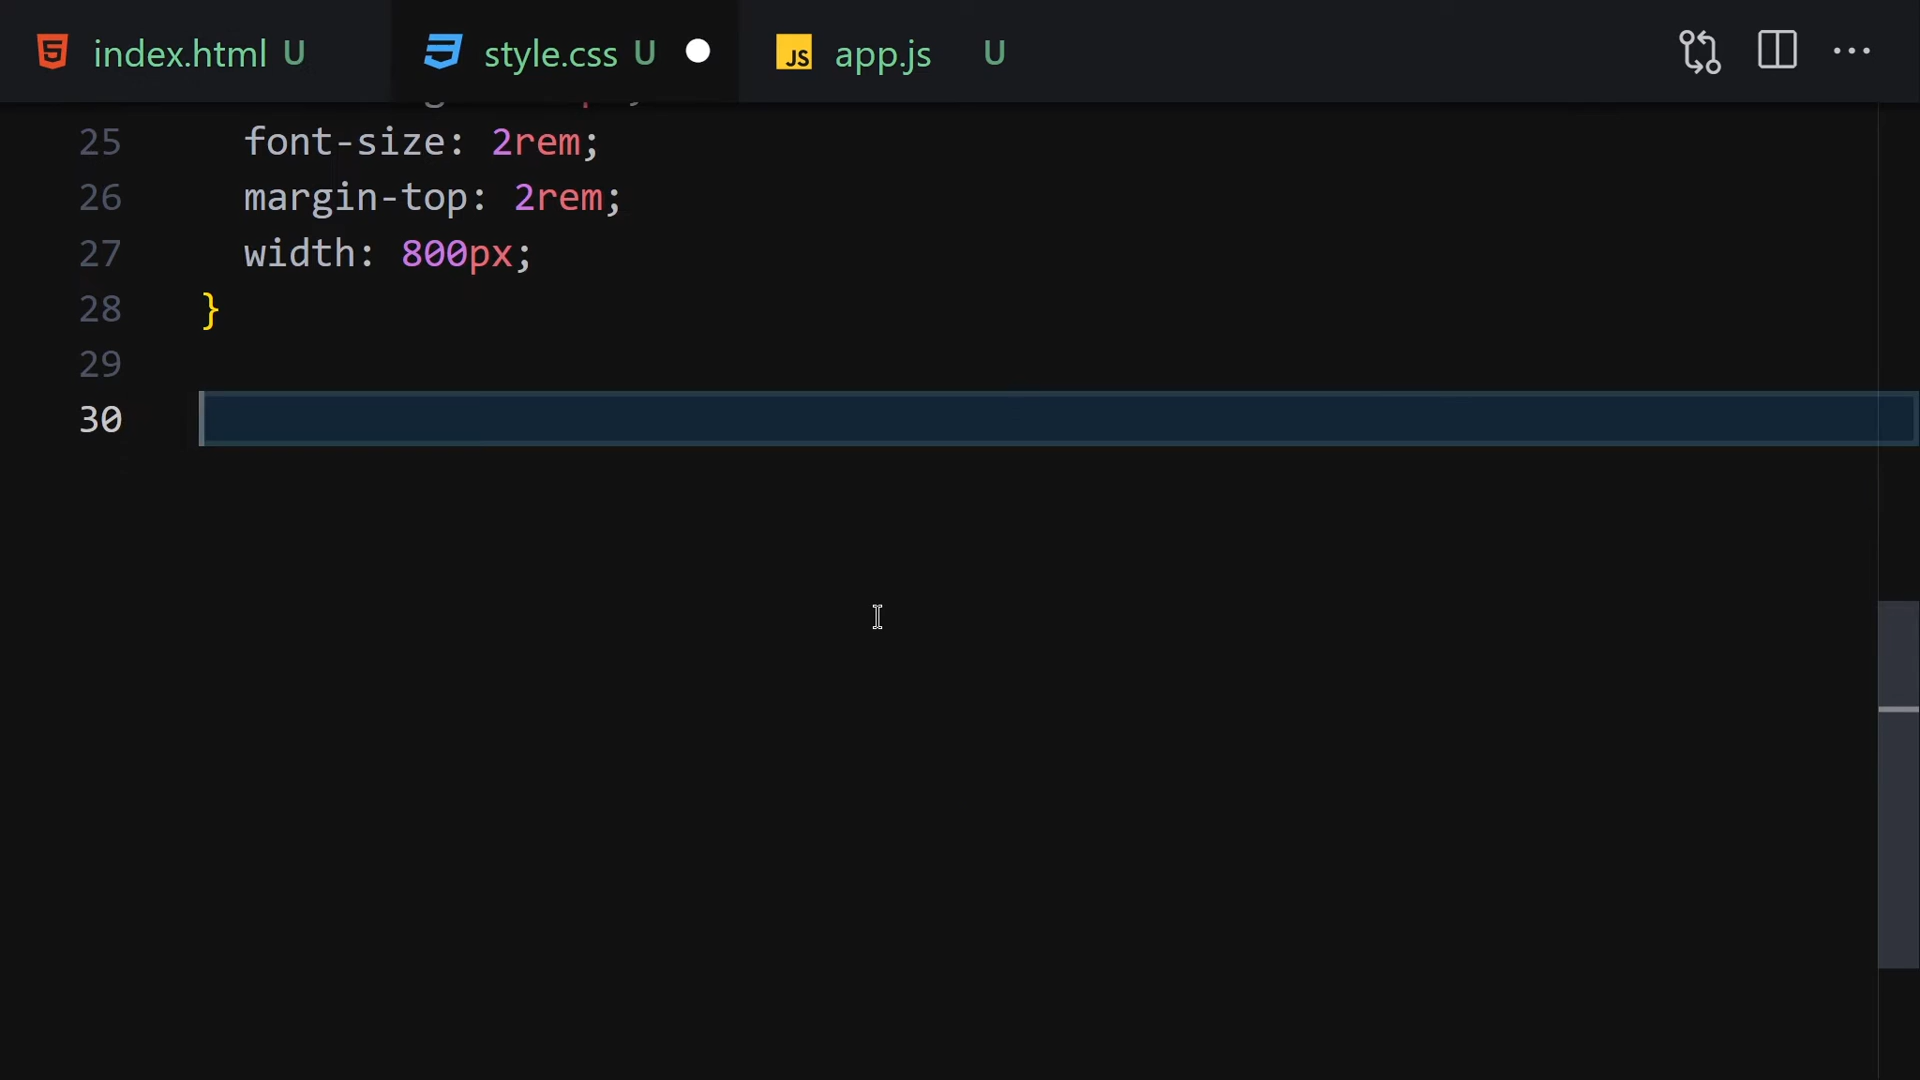 index.html U style.css U JS app.js U
25 font-size: 2rem;
26 margin-top: 2rem;
27 width: 800px;
28 }
29
30